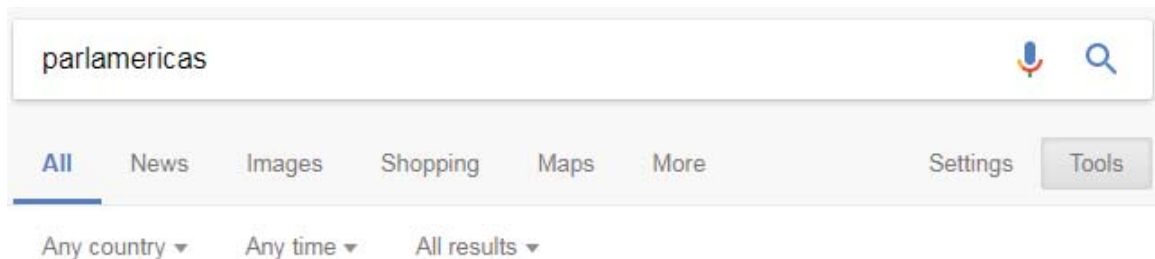 parlamericas
All News Images Shopping Maps More Settings Tools
Any country Any time All results